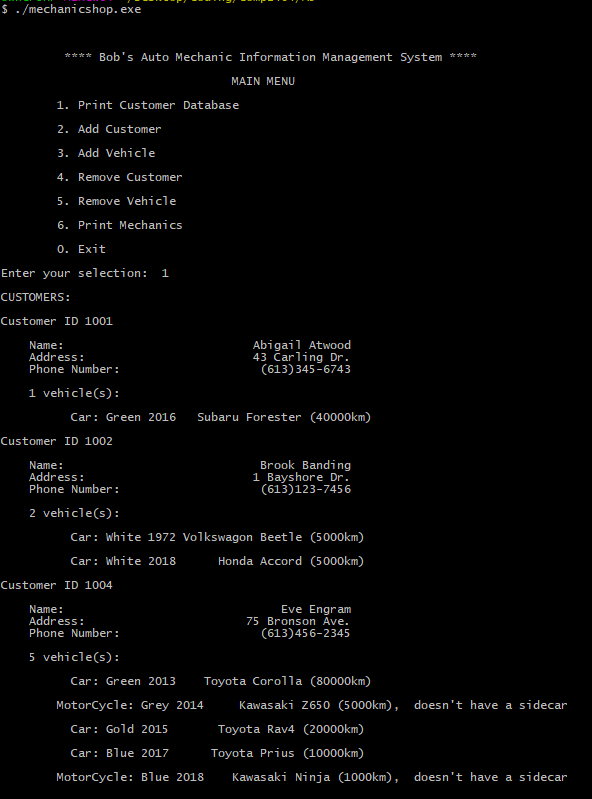 $ ./mechanicshop.exe
**** Bob's Auto Mechanic Information Management System ****
MAIN MENU
1. Print Customer Database
2. Add Customer
3. Add Vehicle
4. Remove Customer
5. Remove Vehicle
6. Print Mechanics
0. Exit
Enter your selection:  1
CUSTOMERS:
Customer ID 1001
Name: Abigail Atwood
Address: 43 Carling Dr.
Phone Number: (613)345-6743
1 vehicle(s):
Car: Green 2016 Subaru Forester (40000km)
Customer ID 1002
Name: Brook Banding
Address: 1 Bayshore Dr.
Phone Number: (613)123-7456
2 vehicle(s):
Car: White 1972 Volkswagon Beetle (5000km)
Car: White 2018 Honda Accord (5000km)
Customer ID 1004
Name: Eve Engram
Address: 75 Bronson Ave.
Phone Number: (613)456-2345
5 vehicle(s):
Car: Green 2013 Toyota Corolla (80000km)
MotorCycle: Grey 2014 Kawasaki Z650 (5000km), doesn't have a sidecar
Car: Gold 2015 Toyota Rav4 (20000km)
Car: Blue 2017 Toyota Prius (10000km)
MotorCycle: Blue 2018 Kawasaki Ninja (1000km), doesn't have a sidecar